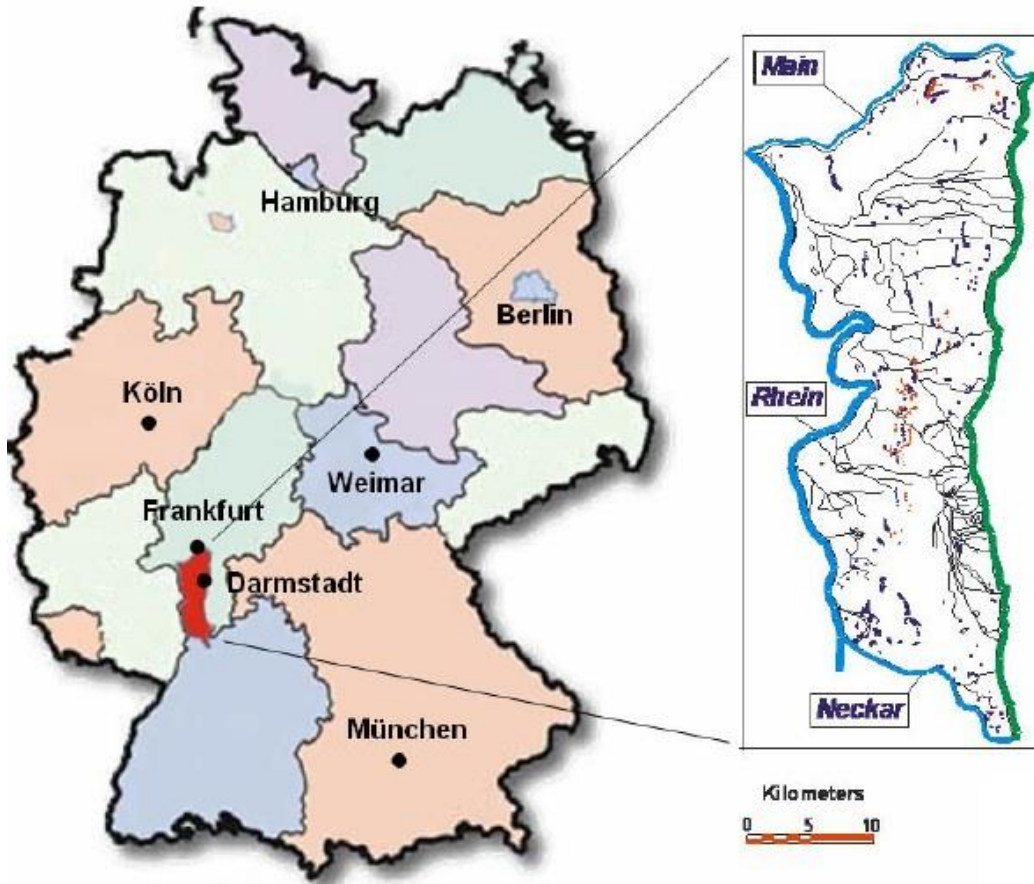 Hamburg
Berlin
Köln
Weimar
Frankfurt
Darmstadt
München
Main
Rhein
Neckar
Kilometers
0 5 10